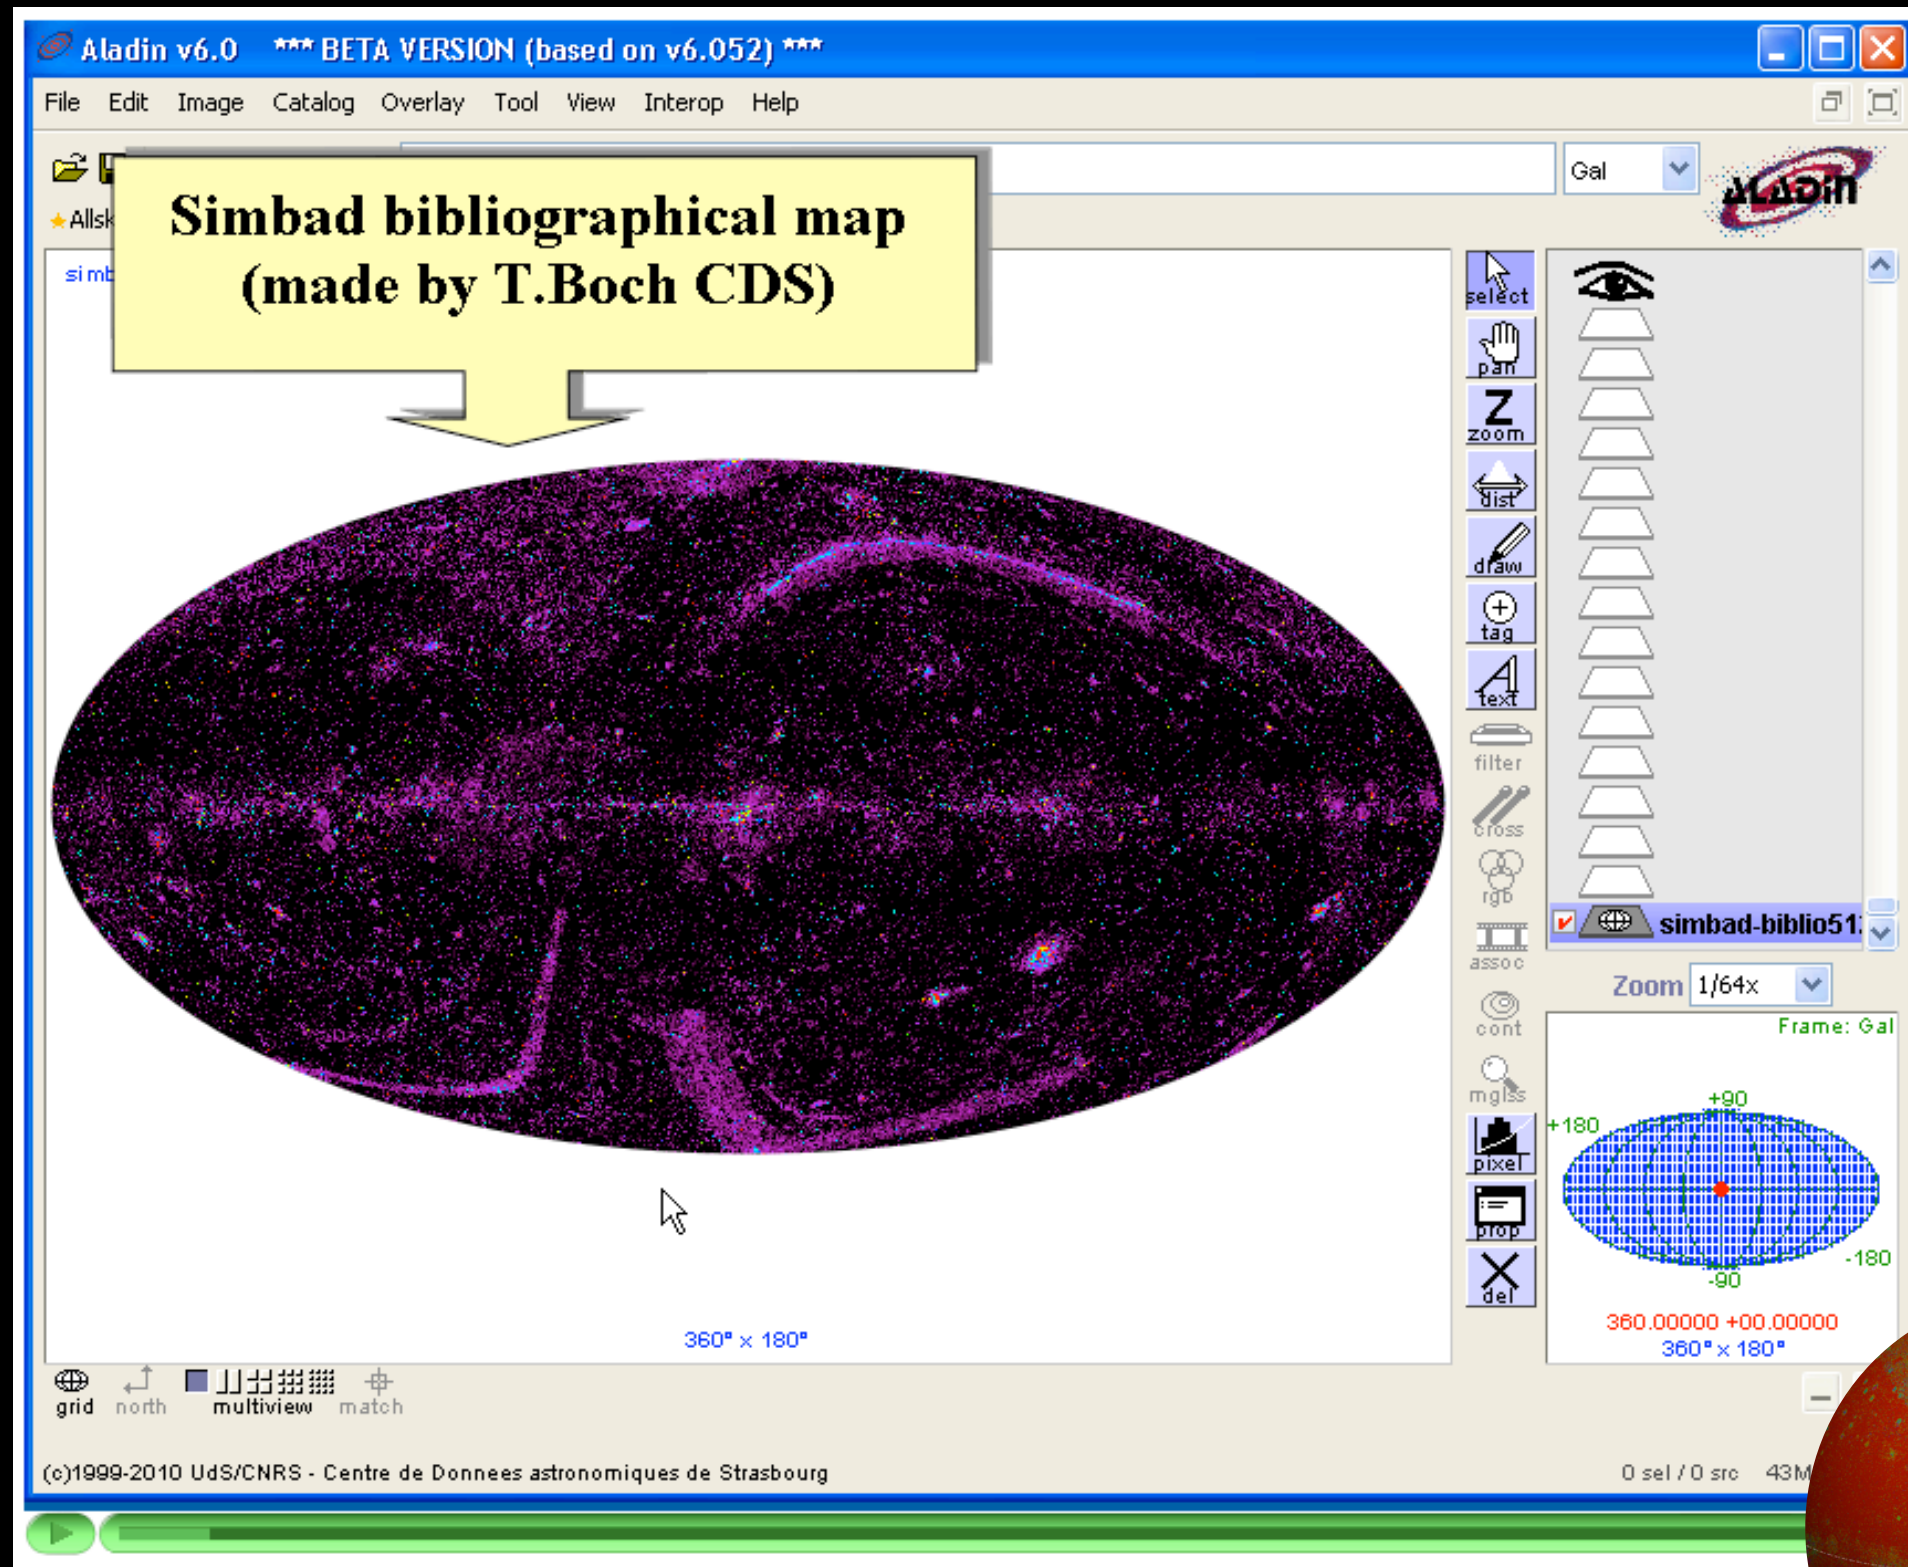 Aladin v6.0 *** BETA VERSION (based on v6.052) ***
File Edit Image Catalog Overlay Tool View Interop Help
Simbad bibliographical map
(made by T.Boch CDS)
Gal
ALADIN
select
pan
Z
zoom
dist
draw
tag
text
filter
cross
rgb
assoc
cont
mglss
pixel
prop
del
simbad-biblio51
Zoom 1/64x
Frame: Gal
+90
+180
-180
-90
360.00000 +00.00000
360° x 180°
360° x 180°
grid north multiview match
(c)1999-2010 UdS/CNRS - Centre de Donnees astronomiques de Strasbourg
0 sel / 0 src 43M